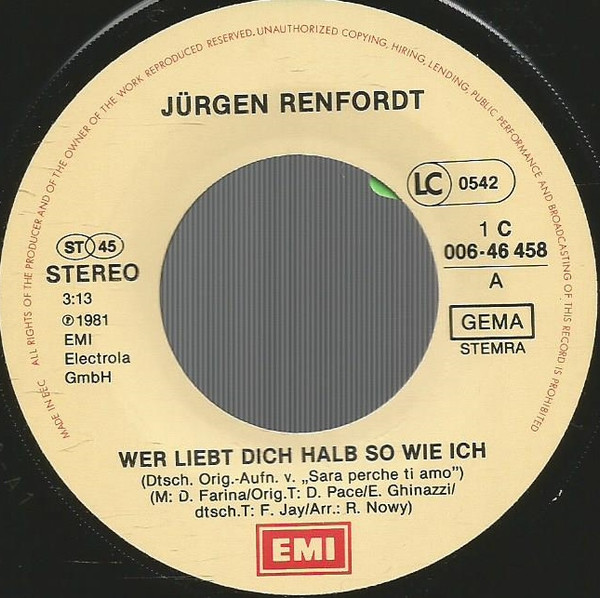 ALL RIGHTS OF THE PRODUCER AND OF THE OWNER OF THE WORK REPRODUCED RESERVED. UNAUTHORIZED COPYING, HIRING, LENDING, PUBLIC PERFORMANCE AND BROADCASTING OF THIS RECORD IS PROHIBITED
MADE IN EEC
JÜRGEN RENFORDT
LC 0542
1 C
006-46 458
A
GEMA
STEMRA
ST 45
STEREO
3:13
℗ 1981
EMI
Electrola
GmbH
WER LIEBT DICH HALB SO WIE ICH
(Dtsch. Orig.-Aufn. v. „Sara perche ti amo")
(M: D. Farina/Orig.T: D. Pace/E. Ghinazzi/
dtsch.T: F. Jay/Arr.: R. Nowy)
EMI